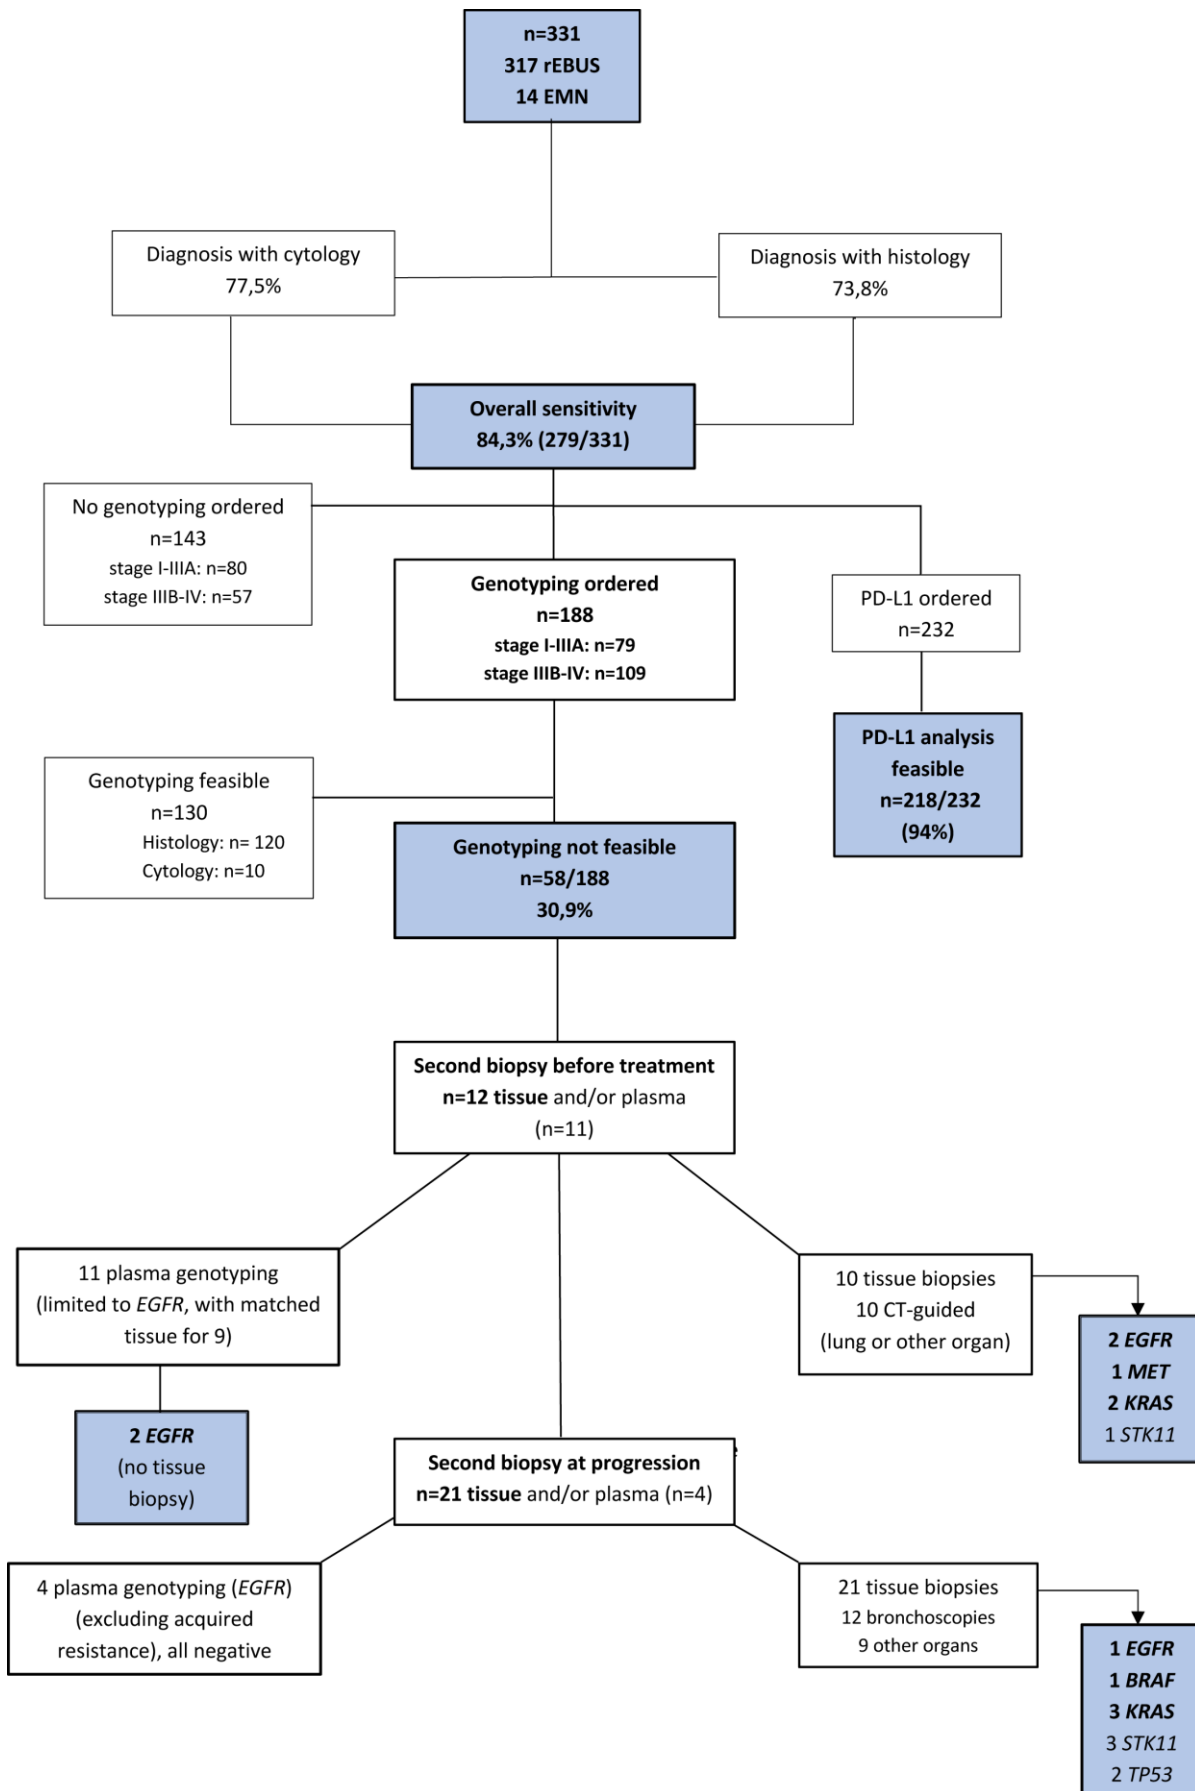 n=331
317 rEBUS
14 EMN
Diagnosis with cytology
77,5%
Diagnosis with histology
73,8%
Overall sensitivity
84,3% (279/331)
No genotyping ordered
n=143
stage I-IIIA: n=80
stage IIIB-IV: n=57
Genotyping ordered
n=188
stage I-IIIA: n=79
stage IIIB-IV: n=109
PD-L1 ordered
n=232
PD-L1 analysis
feasible
n=218/232
(94%)
Genotyping feasible
n=130
Histology: n= 120
Cytology: n=10
Genotyping not feasible
n=58/188
30,9%
Second biopsy before treatment
n=12 tissue and/or plasma
(n=11)
11 plasma genotyping
(limited to EGFR, with matched
tissue for 9)
2 EGFR
(no tissue
biopsy)
10 tissue biopsies
10 CT-guided
(lung or other organ)
2 EGFR
1 MET
2 KRAS
1 STK11
Second biopsy at progression
n=21 tissue and/or plasma (n=4)
4 plasma genotyping (EGFR)
(excluding acquired
resistance), all negative
21 tissue biopsies
12 bronchoscopies
9 other organs
1 EGFR
1 BRAF
3 KRAS
3 STK11
2 TP53